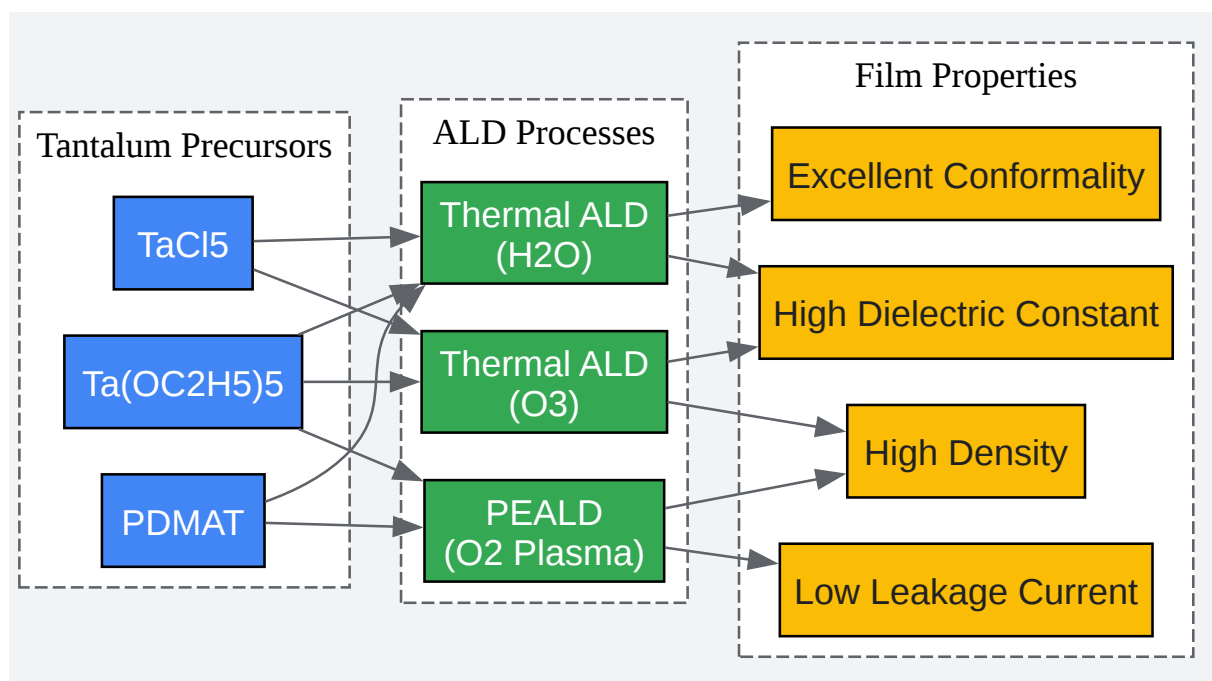 Tantalum Precursors
TaCl5
Ta(OC2H5)5
PDMAT
ALD Processes
Thermal ALD
(H2O)
Thermal ALD
(O3)
PEALD
(O2 Plasma)
Film Properties
Excellent Conformality
High Dielectric Constant
High Density
Low Leakage Current